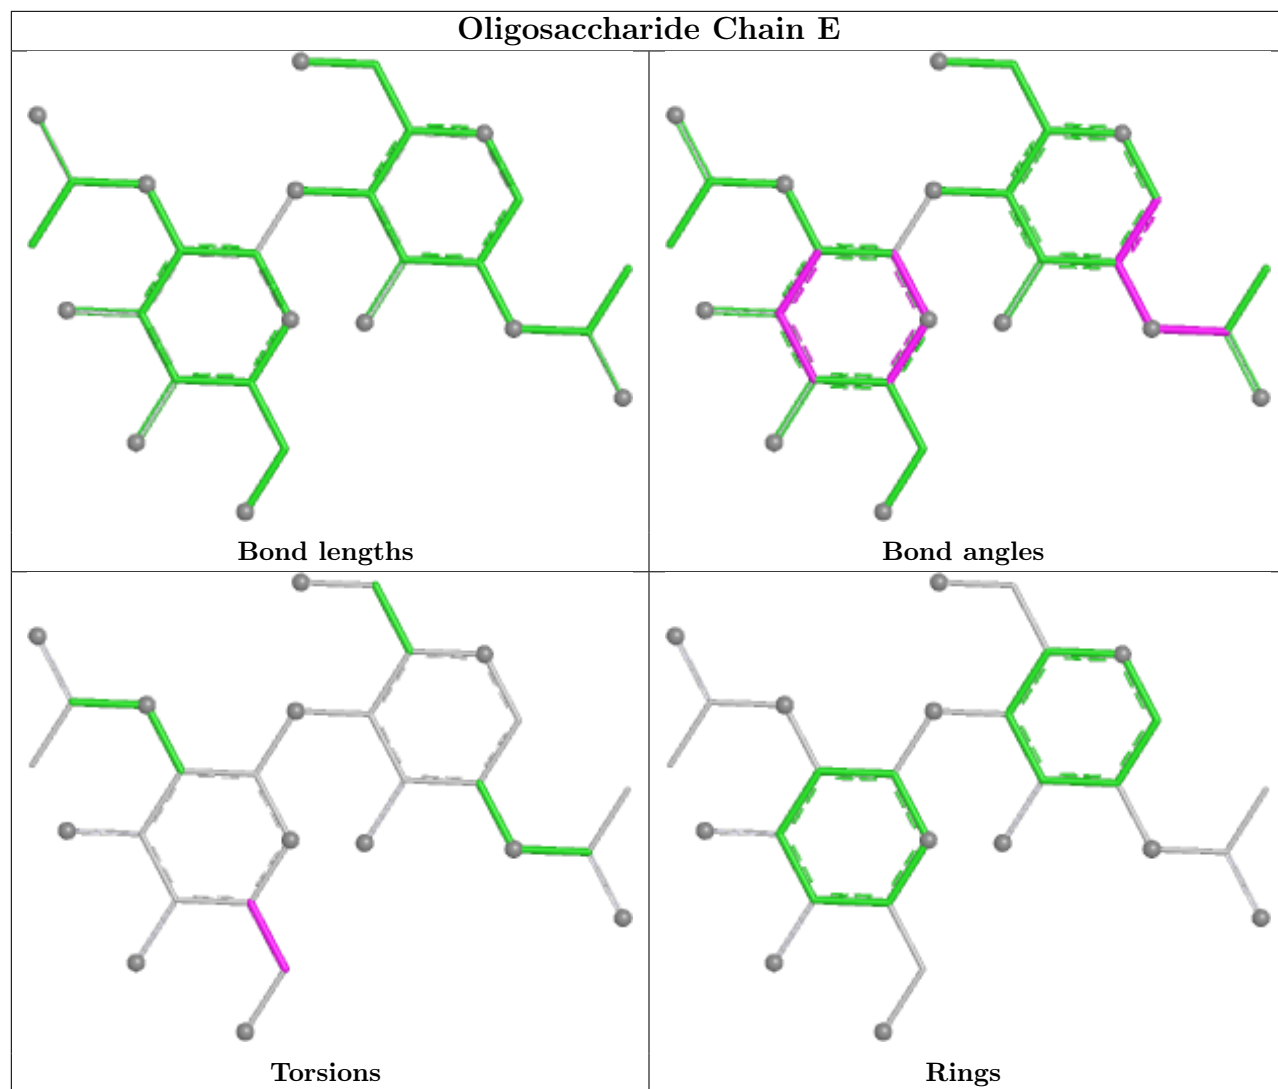 Oligosaccharide Chain E
Bond lengths
Bond angles
Torsions
Rings